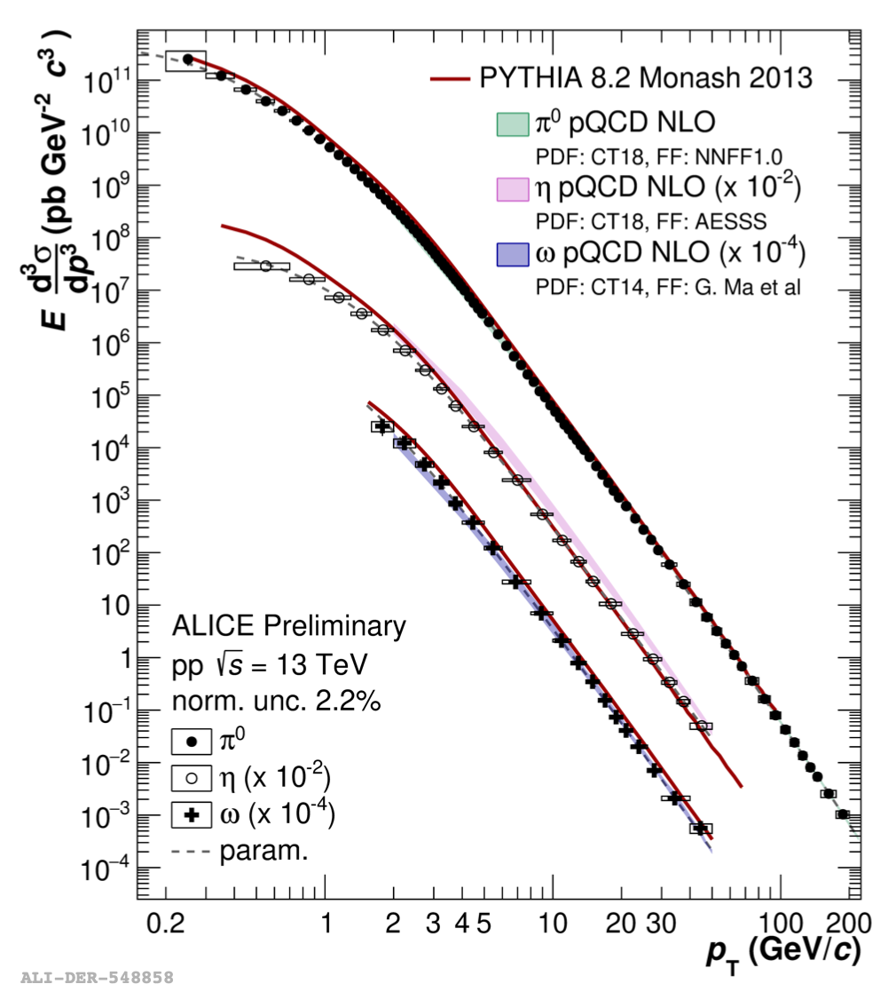 E d³σ/dp³ (pb GeV⁻² c³)
10¹¹
10¹⁰
10⁹
10⁸
10⁷
10⁶
10⁵
10⁴
10³
10²
10
1
10⁻¹
10⁻²
10⁻³
10⁻⁴
PYTHIA 8.2 Monash 2013
π⁰ pQCD NLO
PDF: CT18, FF: NNFF1.0
η pQCD NLO (x 10⁻²)
PDF: CT18, FF: AESSS
ω pQCD NLO (x 10⁻⁴)
PDF: CT14, FF: G. Ma et al
ALICE Preliminary
pp √s = 13 TeV
norm. unc. 2.2%
π⁰
η (x 10⁻²)
ω (x 10⁻⁴)
param.
0.2 1 2 3 4 5 10 20 30 100 200
p_T (GeV/c)
ALI-DER-548858